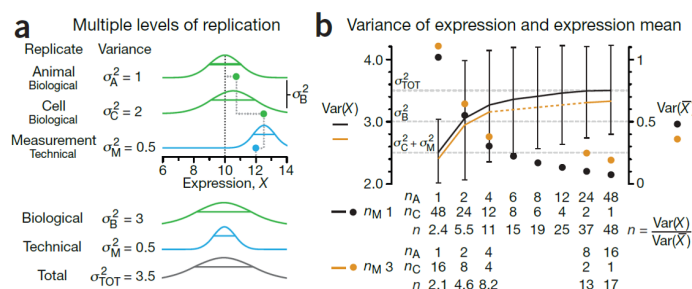 a Multiple levels of replication
Replicate Variance
Animal
Biological
σ²A = 1
Cell
Biological
σ²C = 2
σ²B
Measurement
Technical
σ²M = 0.5
6 8 10 12 14
Expression, X
Biological σ²B = 3
Technical σ²M = 0.5
Total σ²TOT = 3.5
b Variance of expression and expression mean
4.0
3.0
2.0
Var(X)
σ²TOT
σ²B
σ²C + σ²M
1
0.5
0
Var(X̅
nA 1 2 4 6 8 12 24 48
nM 1 nC 48 24 12 8 6 4 2 1
n 2.4 5.5 11 15 19 25 37 48
n = Var(X) / Var(X̅)
nA 1 2 4 8 16
nM 3 nC 16 8 4 2 1
n 2.1 4.6 8.2 13 17